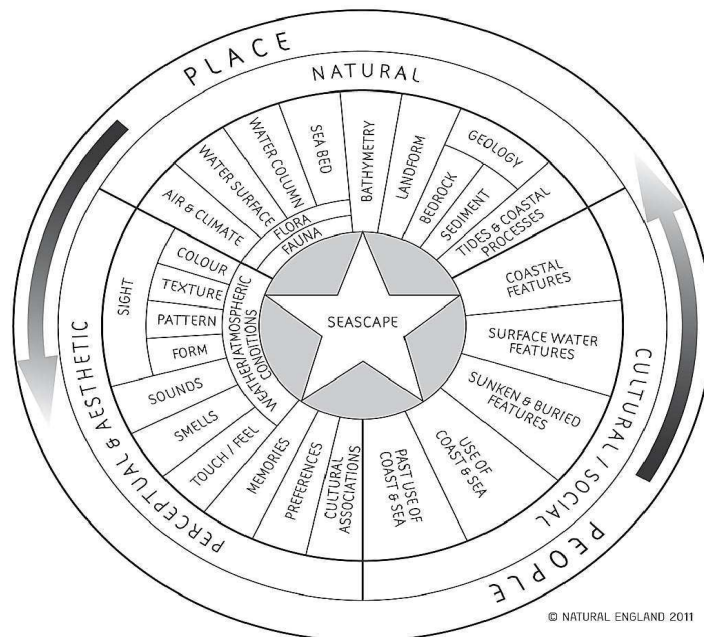 PLACE
NATURAL
AIR & CLIMATE
WATER SURFACE
WATER COLUMN
SEA BED
FLORA
FAUNA
BATHYMETRY
LANDFORM
GEOLOGY
BEDROCK
SEDIMENT
TIDES & COASTAL
PROCESSES
CULTURAL / SOCIAL
PEOPLE
COASTAL
FEATURES
SURFACE WATER
FEATURES
SUNKEN & BURIED
FEATURES
USE OF
COAST & SEA
PAST USE OF
COAST & SEA
PERCEPTUAL & AESTHETIC
CULTURAL
ASSOCIATIONS
PREFERENCES
MEMORIES
TOUCH / FEEL
SMELLS
SOUNDS
SIGHT
FORM
PATTERN
TEXTURE
COLOUR
WEATHER/ATMOSPHERIC
CONDITIONS
SEASCAPE
© NATURAL ENGLAND 2011